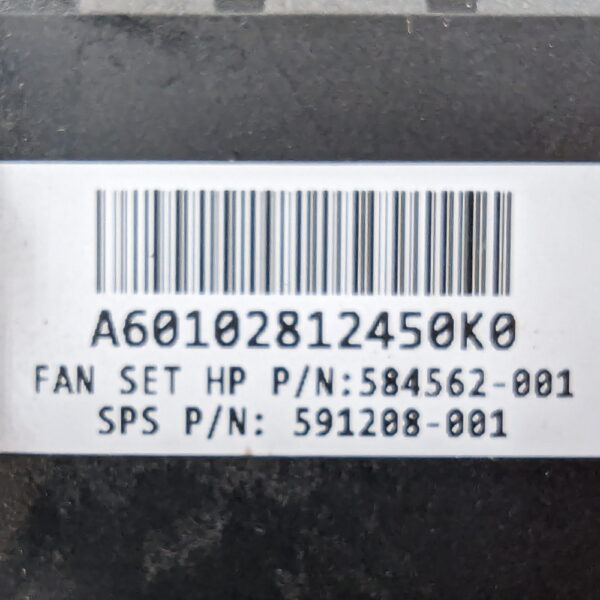 A60102812450K0
FAN SET HP P/N:584562-001
SPS P/N: 591208-001